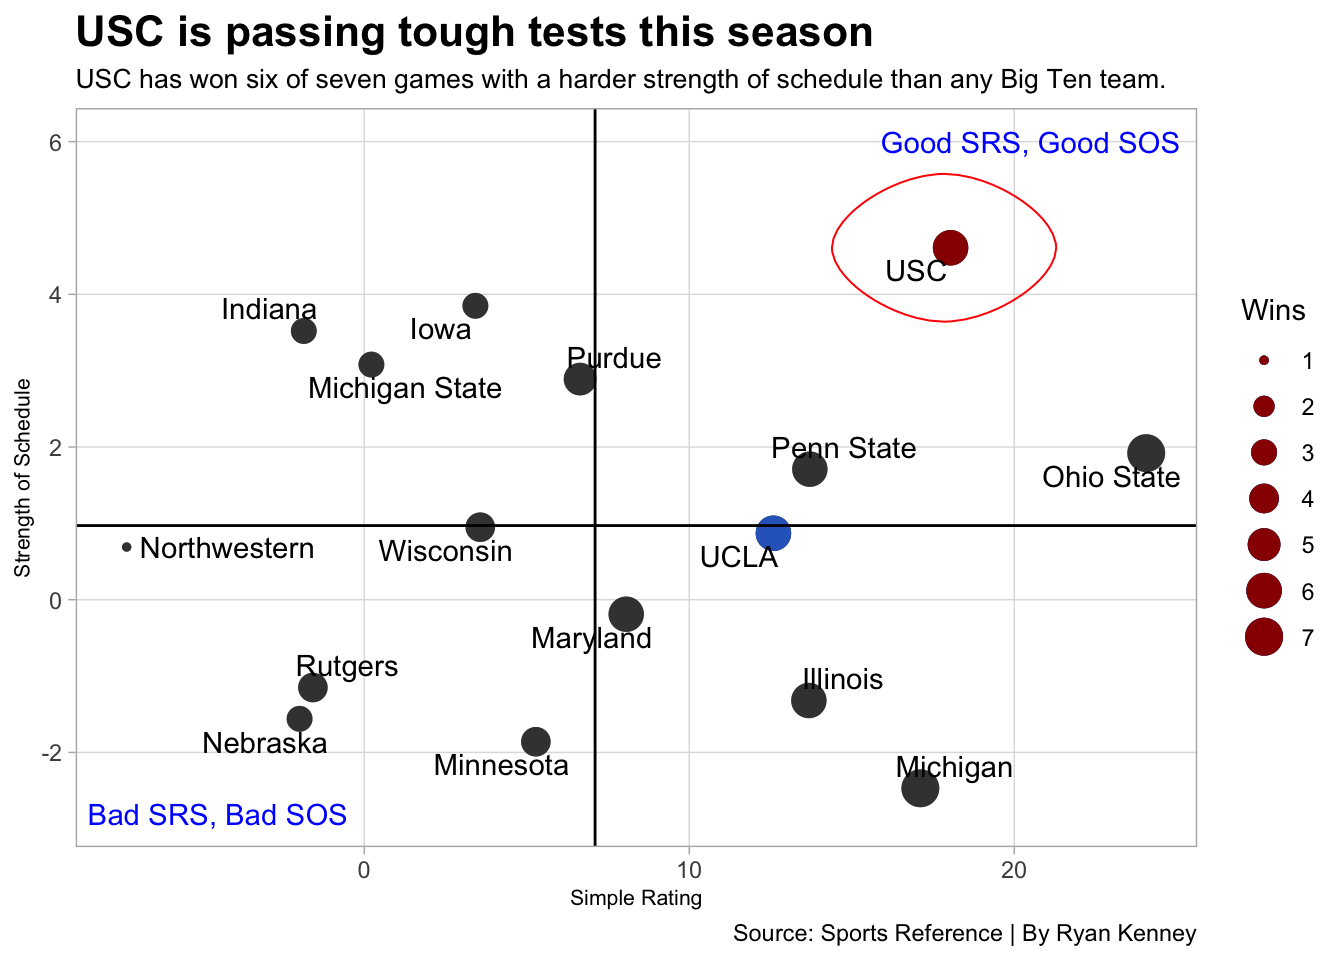 USC is passing tough tests this season
USC has won six of seven games with a harder strength of schedule than any Big Ten team.
6
4
2
0
-2
Strength of Schedule
Good SRS, Good SOS
USC
Indiana
Iowa
Michigan State
Purdue
Penn State
Ohio State
Northwestern
Wisconsin
UCLA
Maryland
Rutgers
Illinois
Nebraska
Minnesota
Michigan
Bad SRS, Bad SOS
0
10
20
Simple Rating
Wins
1
2
3
4
5
6
7
Source: Sports Reference | By Ryan Kenney